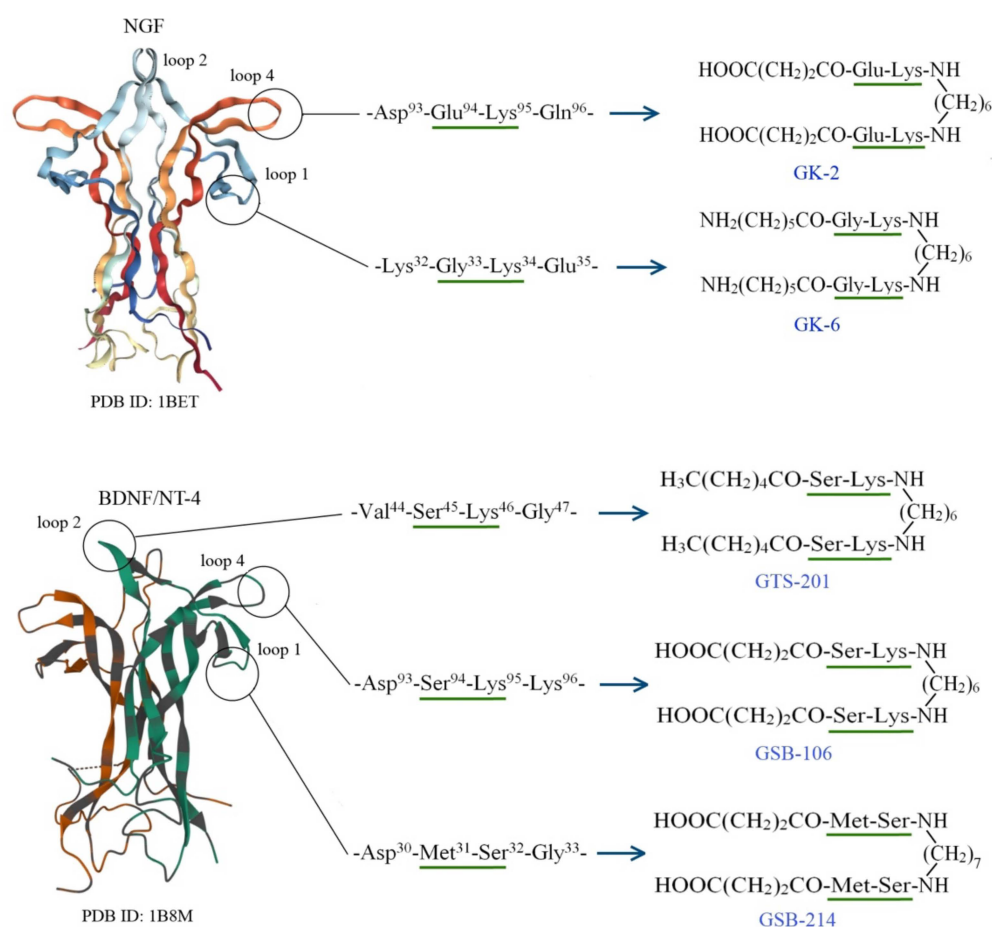 NGF
loop 2
loop 4
loop 1
-Asp⁹³-Glu⁹⁴-Lys⁹⁵-Gln⁹⁶-
HOOC(CH₂)₂CO-Glu-Lys-NH
(CH₂)₆
HOOC(CH₂)₂CO-Glu-Lys-NH
GK-2
-Lys³²-Gly³³-Lys³⁴-Glu³⁵-
NH₂(CH₂)₅CO-Gly-Lys-NH
(CH₂)₆
NH₂(CH₂)₅CO-Gly-Lys-NH
GK-6
PDB ID: 1BET
BDNF/NT-4
loop 2
loop 4
loop 1
-Val⁴⁴-Ser⁴⁵-Lys⁴⁶-Gly⁴⁷-
H₃C(CH₂)₄CO-Ser-Lys-NH
(CH₂)₆
H₃C(CH₂)₄CO-Ser-Lys-NH
GTS-201
-Asp⁹³-Ser⁹⁴-Lys⁹⁵-Lys⁹⁶-
HOOC(CH₂)₂CO-Ser-Lys-NH
(CH₂)₆
HOOC(CH₂)₂CO-Ser-Lys-NH
GSB-106
-Asp³⁰-Met³¹-Ser³²-Gly³³-
HOOC(CH₂)₂CO-Met-Ser-NH
(CH₂)₇
HOOC(CH₂)₂CO-Met-Ser-NH
GSB-214
PDB ID: 1B8M